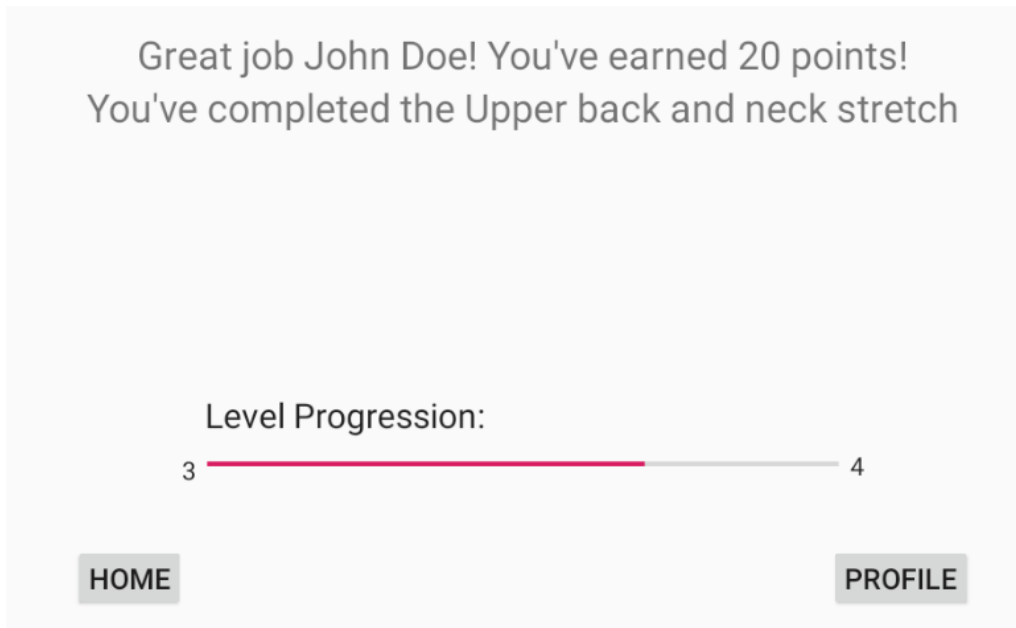 Great job John Doe! You've earned 20 points!
You've completed the Upper back and neck stretch
Level Progression:
3 4
HOME PROFILE